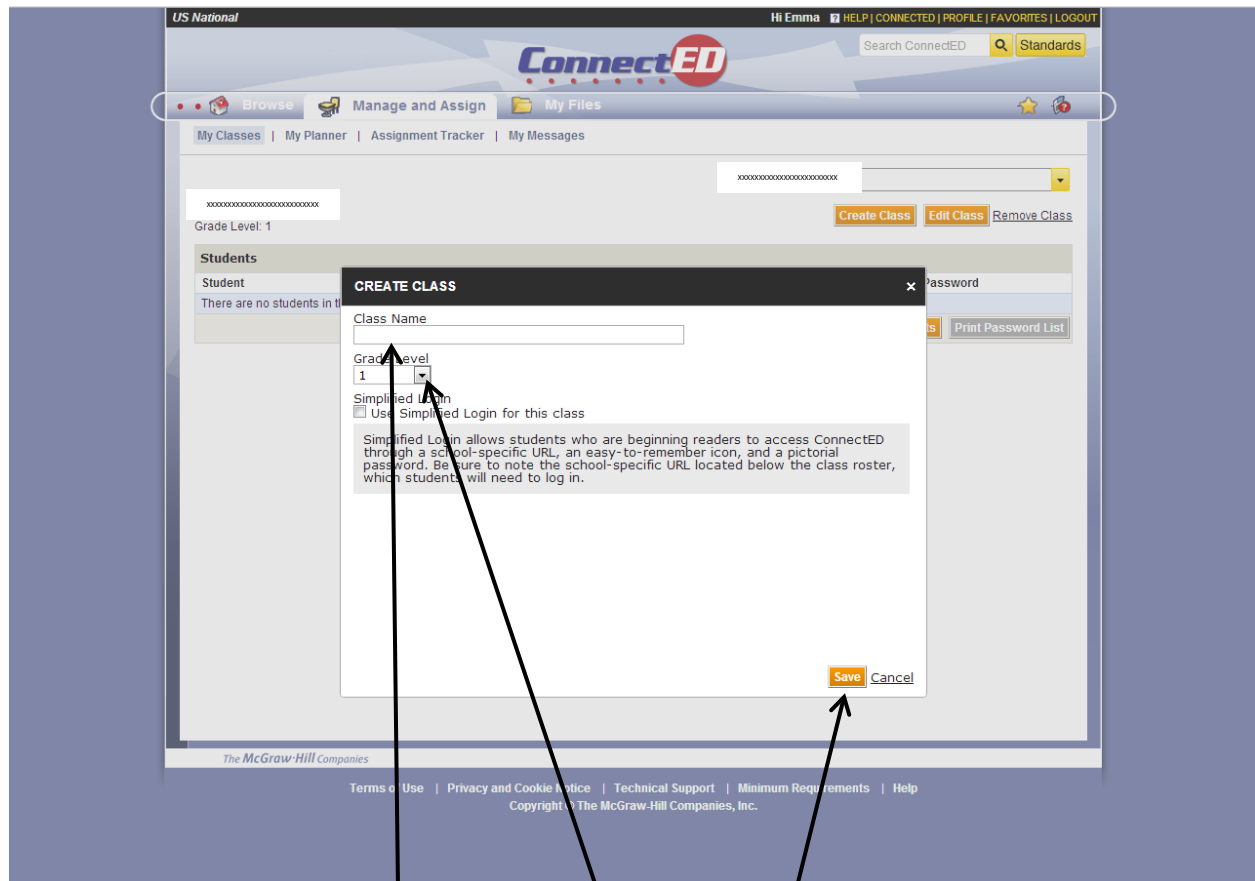 US National
Hi Emma ? HELP | CONNECTED | PROFILE | FAVORITES | LOGOUT
ConnectED
Search ConnectED
Standards
Browse
Manage and Assign
My Files
My Classes | My Planner | Assignment Tracker | My Messages
Grade Level: 1
Create Class Edit Class Remove Class
Students
Student
Password
There are no students in
Print Password List
CREATE CLASS x
Class Name
Grade Level
1
Simplified Login
Use Simplified Login for this class
Simplified Login allows students who are beginning readers to access ConnectED
through a school-specific URL, an easy-to-remember icon, and a pictorial
password. Be sure to note the school-specific URL located below the class roster,
which students will need to log in.
Save Cancel
The McGraw·Hill Companies
Terms of Use | Privacy and Cookie Notice | Technical Support | Minimum Requirements | Help
Copyright © The McGraw-Hill Companies, Inc.